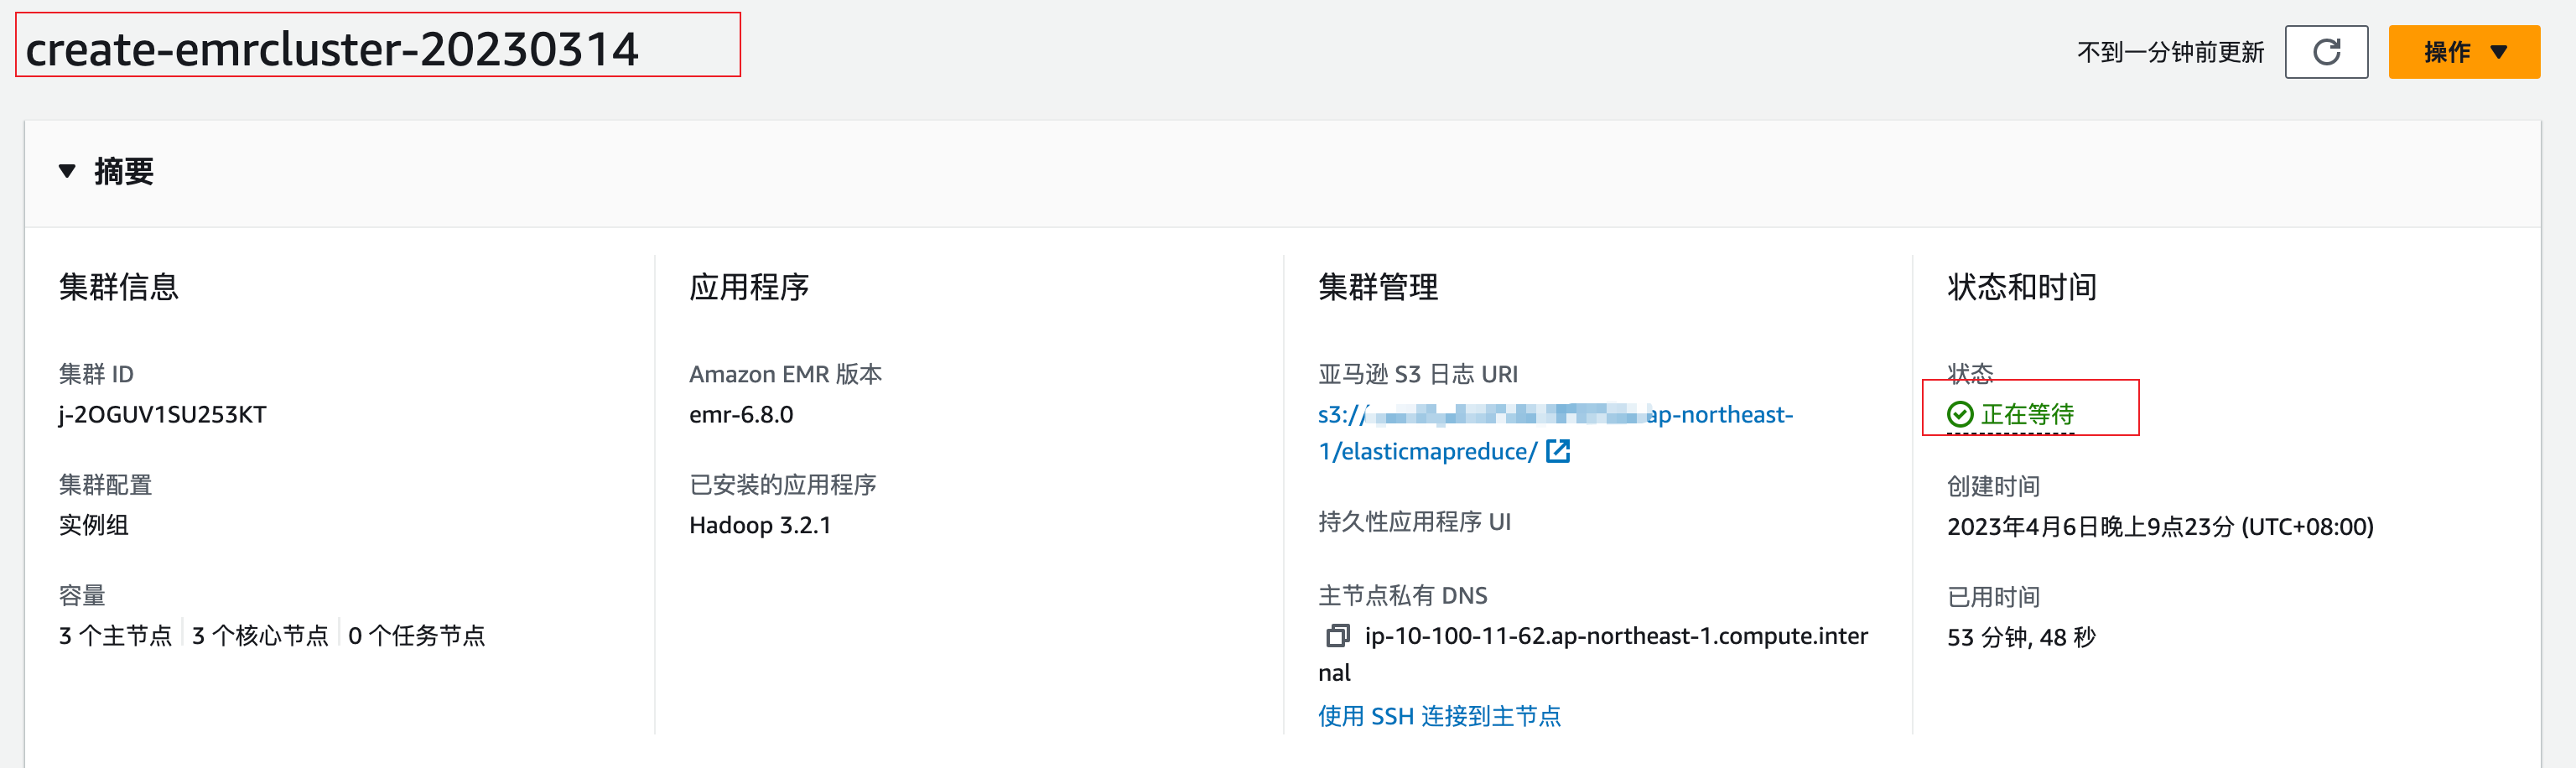 create-emrcluster-20230314
不到一分钟前更新
操作
摘要
集群信息
集群 ID
j-2OGUV1SU253KT
集群配置
实例组
容量
3 个主节点
3 个核心节点
0 个任务节点
应用程序
Amazon EMR 版本
emr-6.8.0
已安装的应用程序
Hadoop 3.2.1
集群管理
亚马逊 S3 日志 URI
s3:// ap-northeast-
1/elasticmapreduce/
持久性应用程序 UI
主节点私有 DNS
ip-10-100-11-62.ap-northeast-1.compute.inter
nal
使用 SSH 连接到主节点
状态和时间
状态
正在等待
创建时间
2023年4月6日晚上9点23分 (UTC+08:00)
已用时间
53 分钟, 48 秒